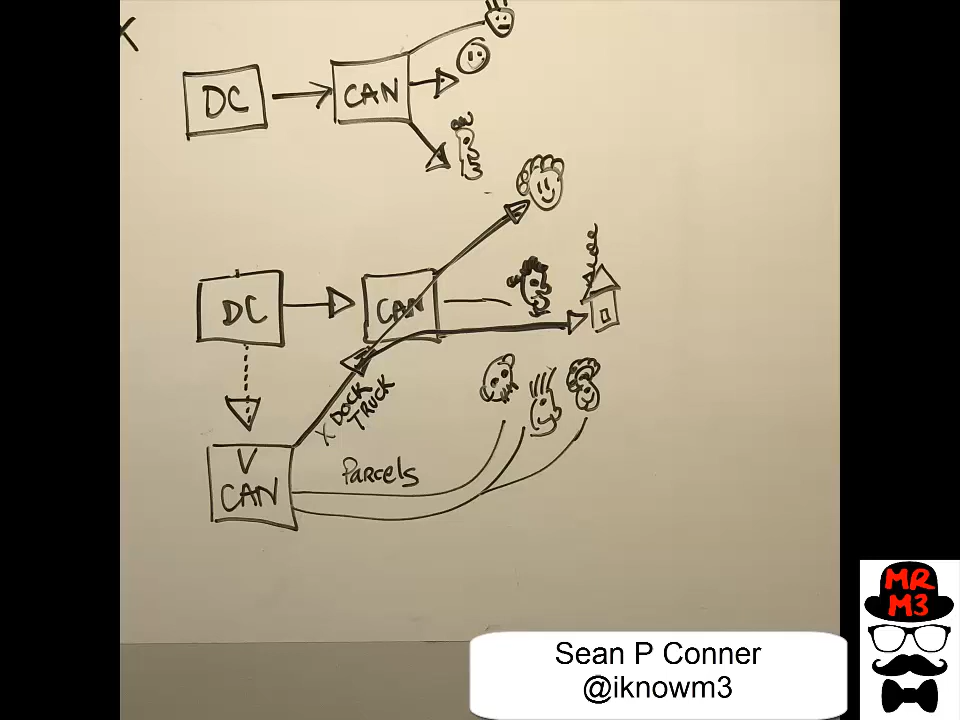 X
DC
CAN
DC
CAN
X DOCK
TRUCK
V
CAN
Parcels
MR
M3
Sean P Conner
@iknowm3